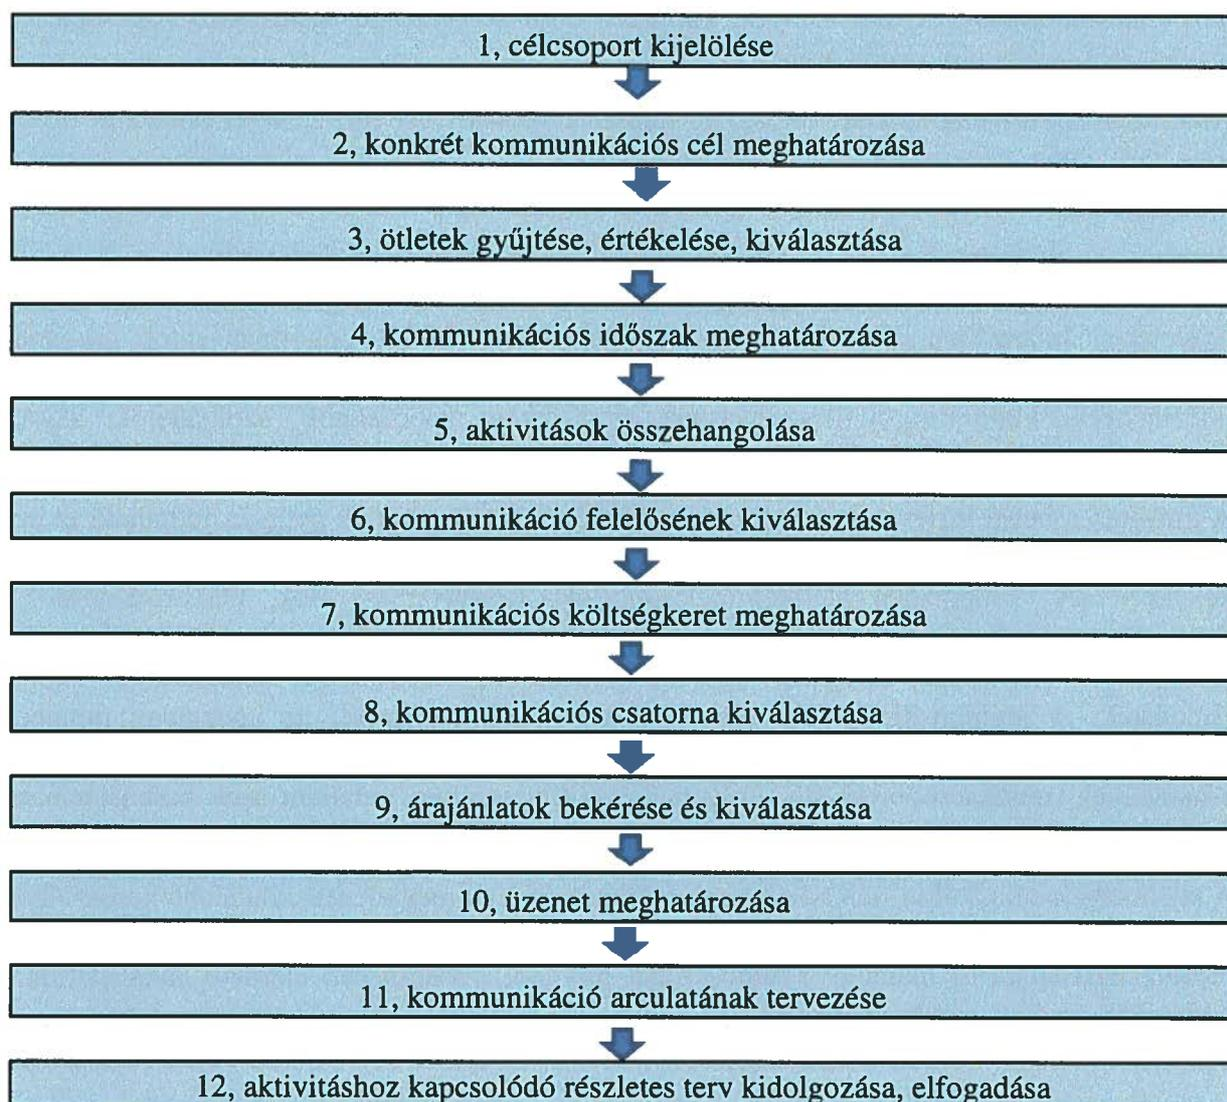 1, célcsoport kijelölése
2, konkrét kommunikációs cél meghatározása
3, ötletek gyűjtése, értékelése, kiválasztása
4, kommunikációs időszak meghatározása
5, aktivitások összehangolása
6, kommunikáció felelősének kiválasztása
7, kommunikációs költségkeret meghatározása
8, kommunikációs csatorna kiválasztása
9, árajánlatok bekérése és kiválasztása
10, üzenet meghatározása
11, kommunikáció arculatának tervezése
12, aktivitáshoz kapcsolódó részletes terv kidolgozása, elfogadása